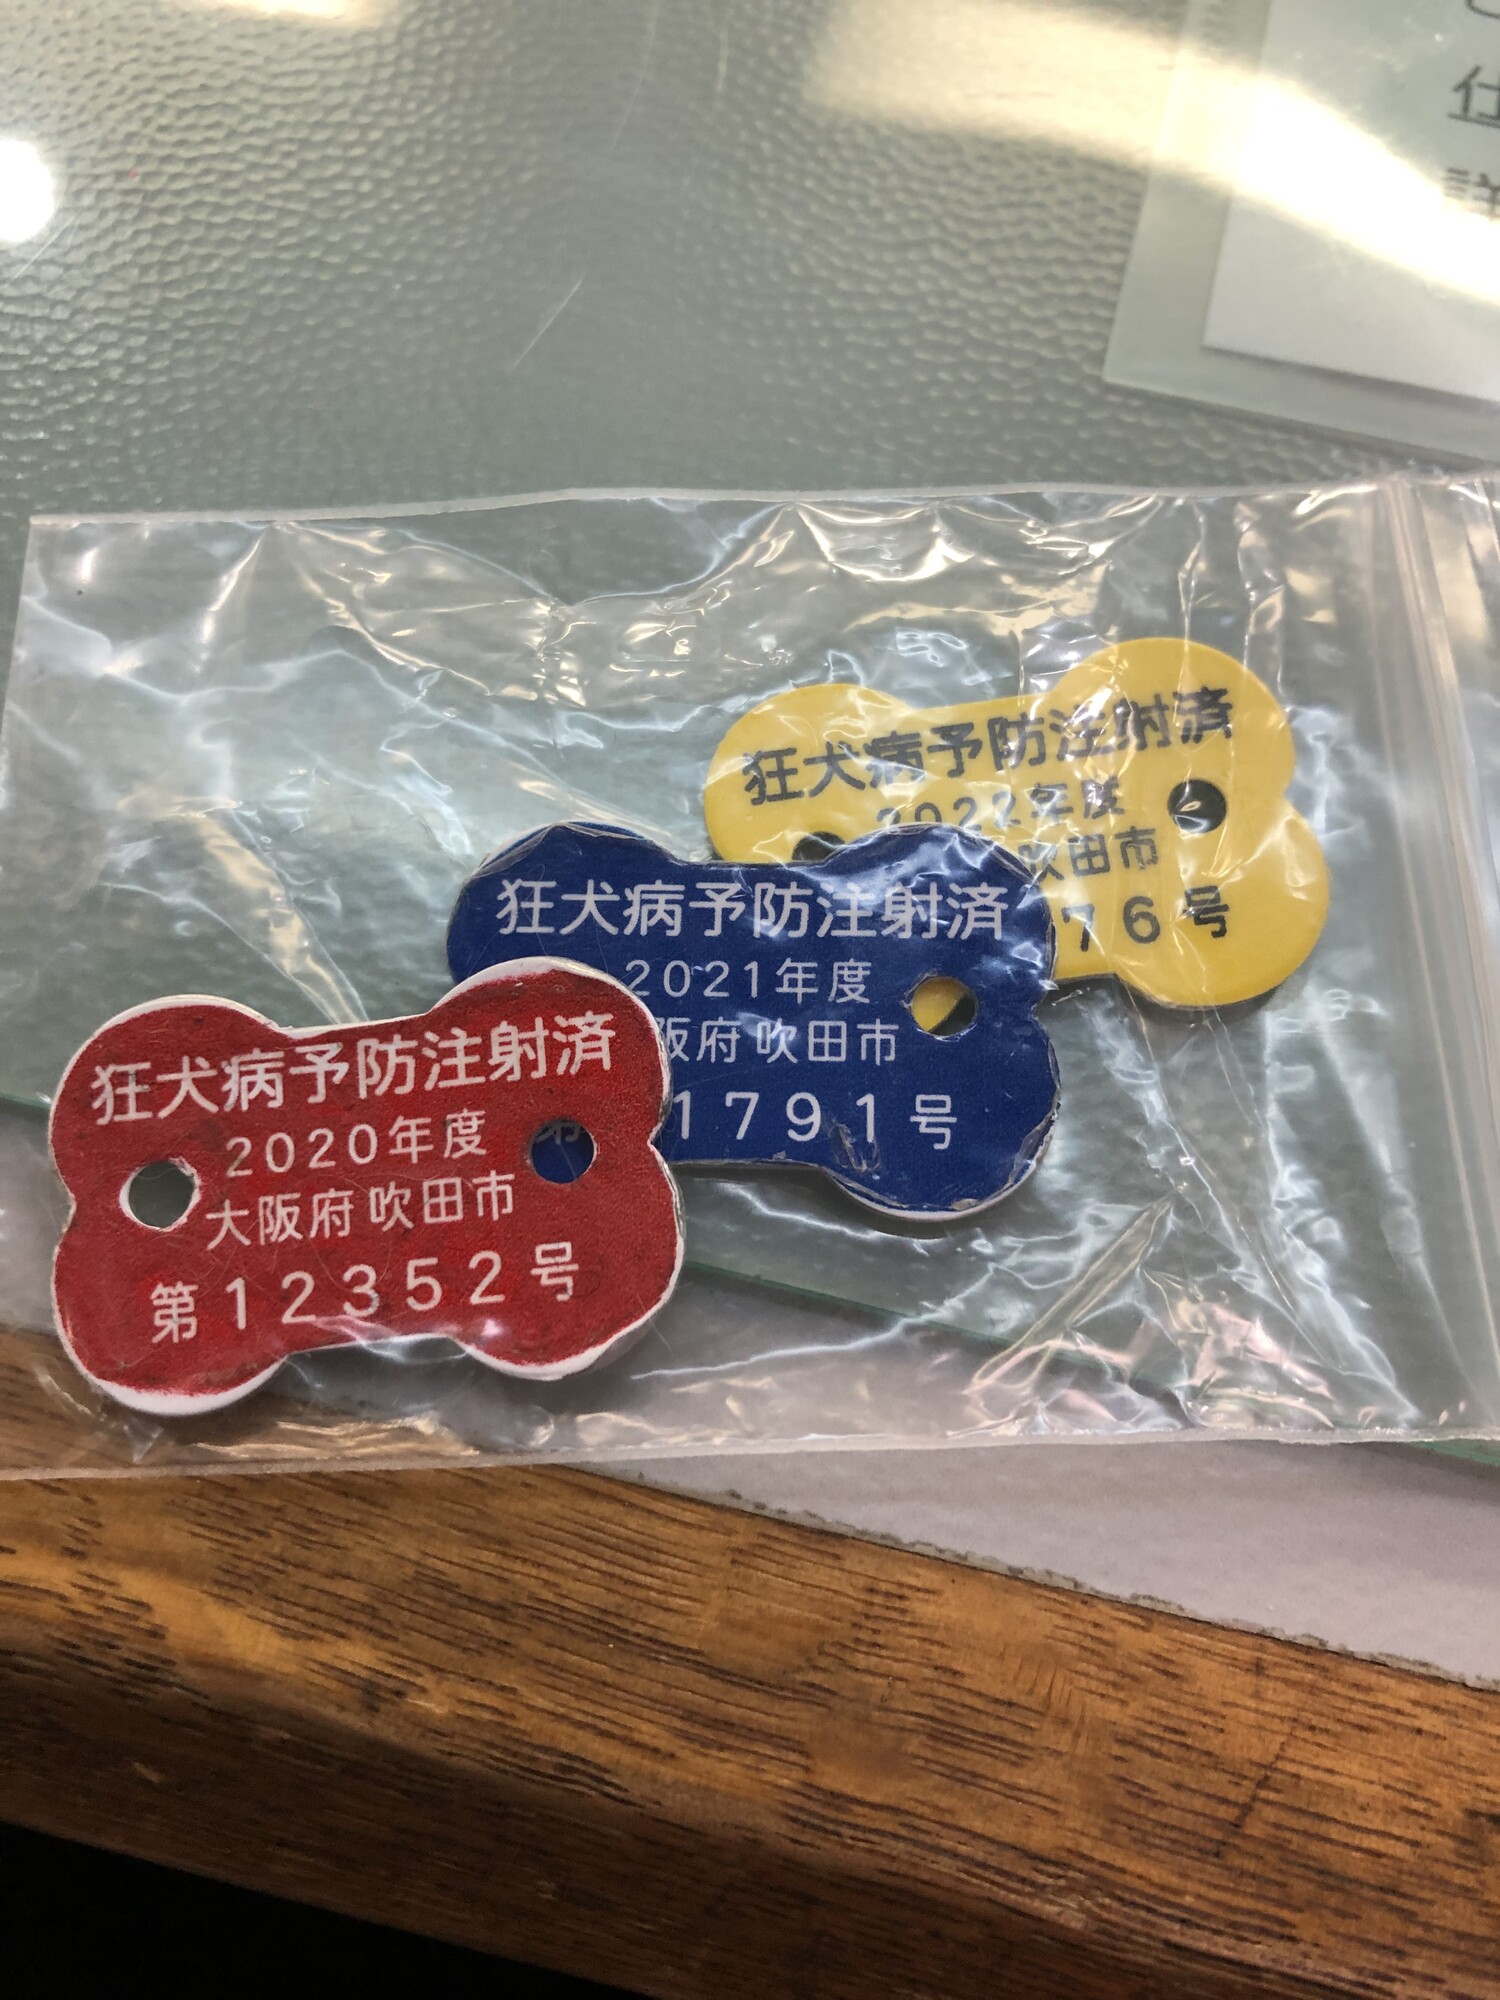 仕
狂犬病予防注射済
2022年度
吹田市
76号
狂犬病予防注射済
2021年度
阪府吹田市
第1791号
狂犬病予防注射済
2020年度
大阪府吹田市
第12352号